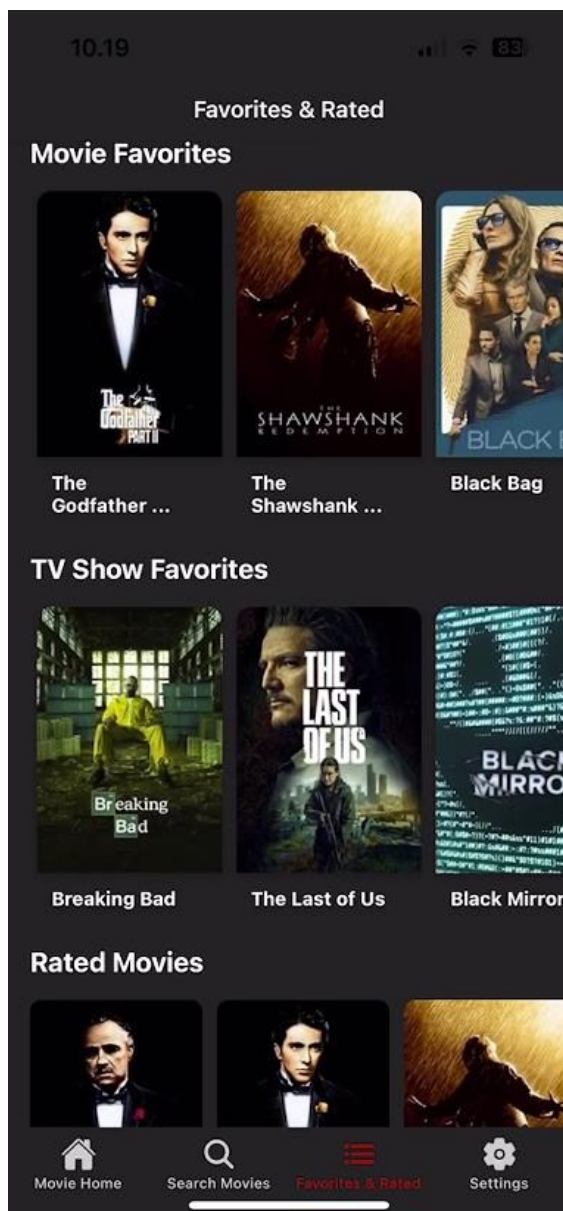 10.19
83
Favorites & Rated
Movie Favorites
The
Godfather
PART II
THE
SHAWSHANK
REDEMPTION
BLACK B
The
Godfather ...
The
Shawshank ...
Black Bag
TV Show Favorites
Breaking
Bad
THE
LAST
OF US
BLACK
MIRRO
Breaking Bad
The Last of Us
Black Mirror
Rated Movies
Movie Home
Search Movies
Favorites & Rated
Settings